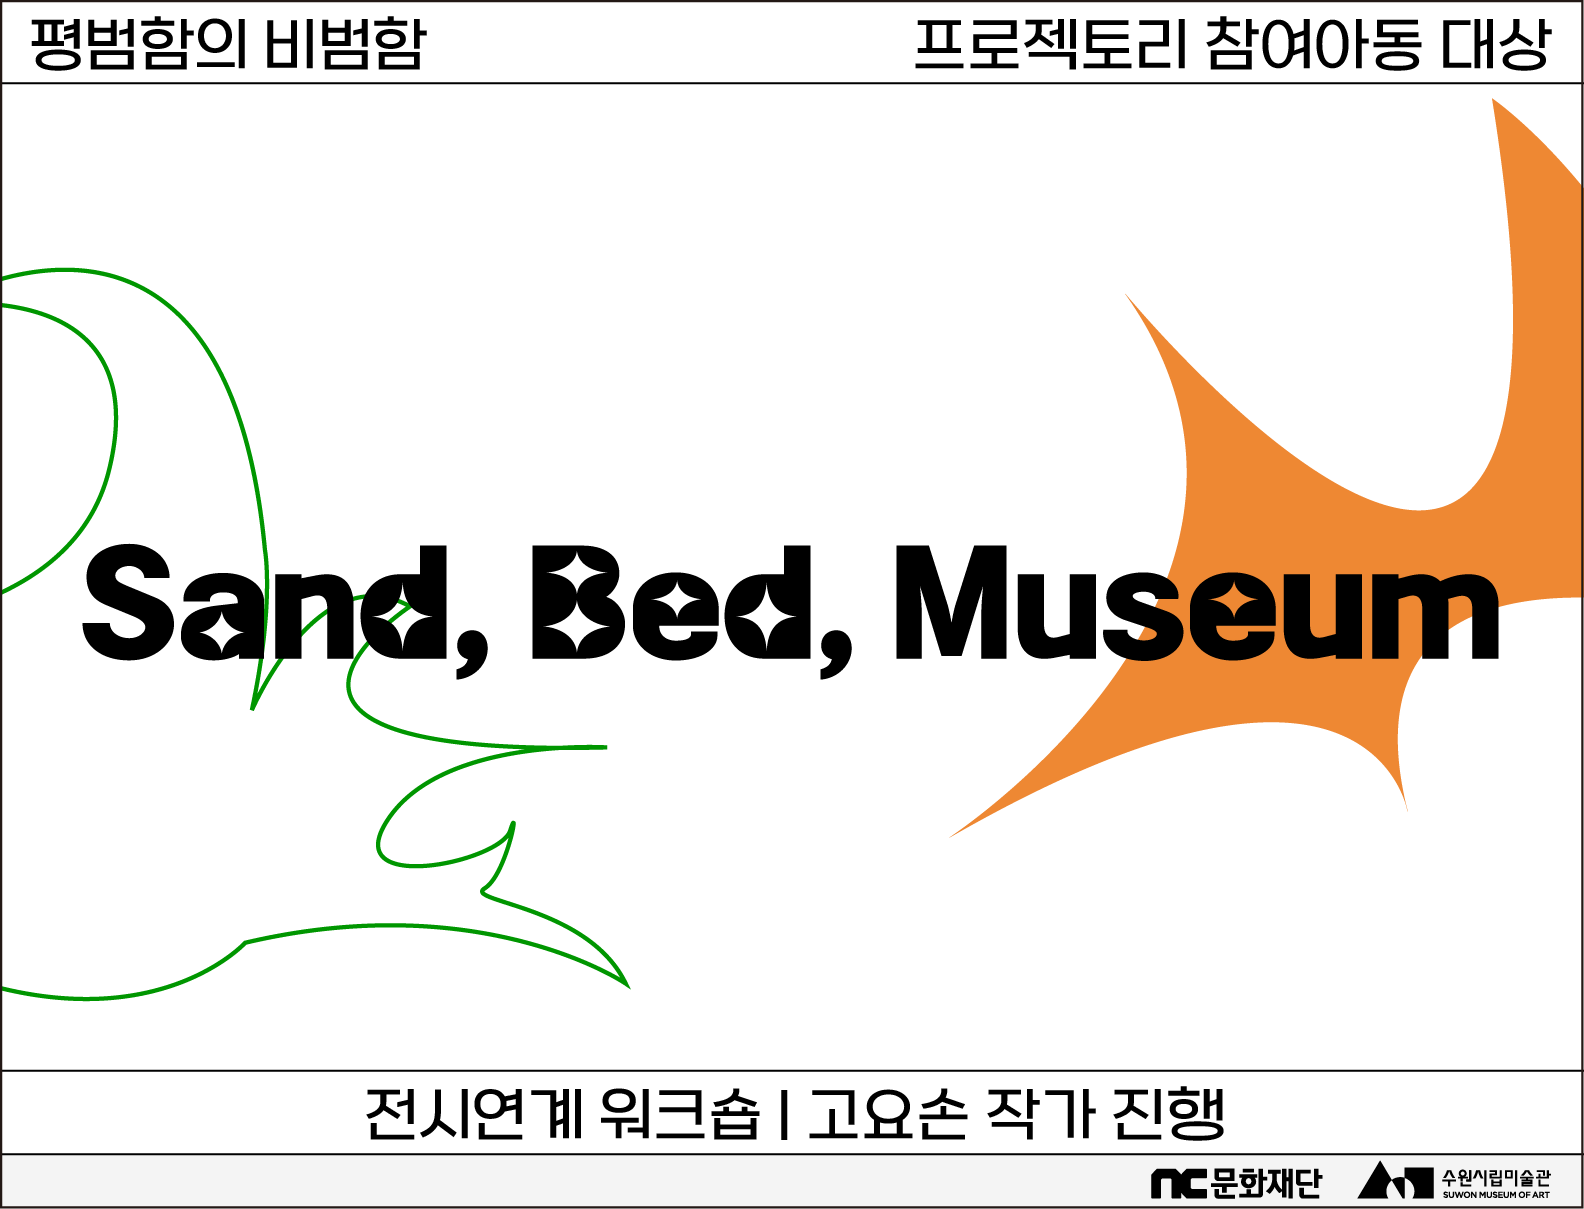 평범함의 비범함
프로젝토리 참여아동 대상
Sand, Bed, Museum
전시연계 워크숍 | 고요손 작가 진행
nc문화재단
수원시립미술관
SUWON MUSEUM OF ART